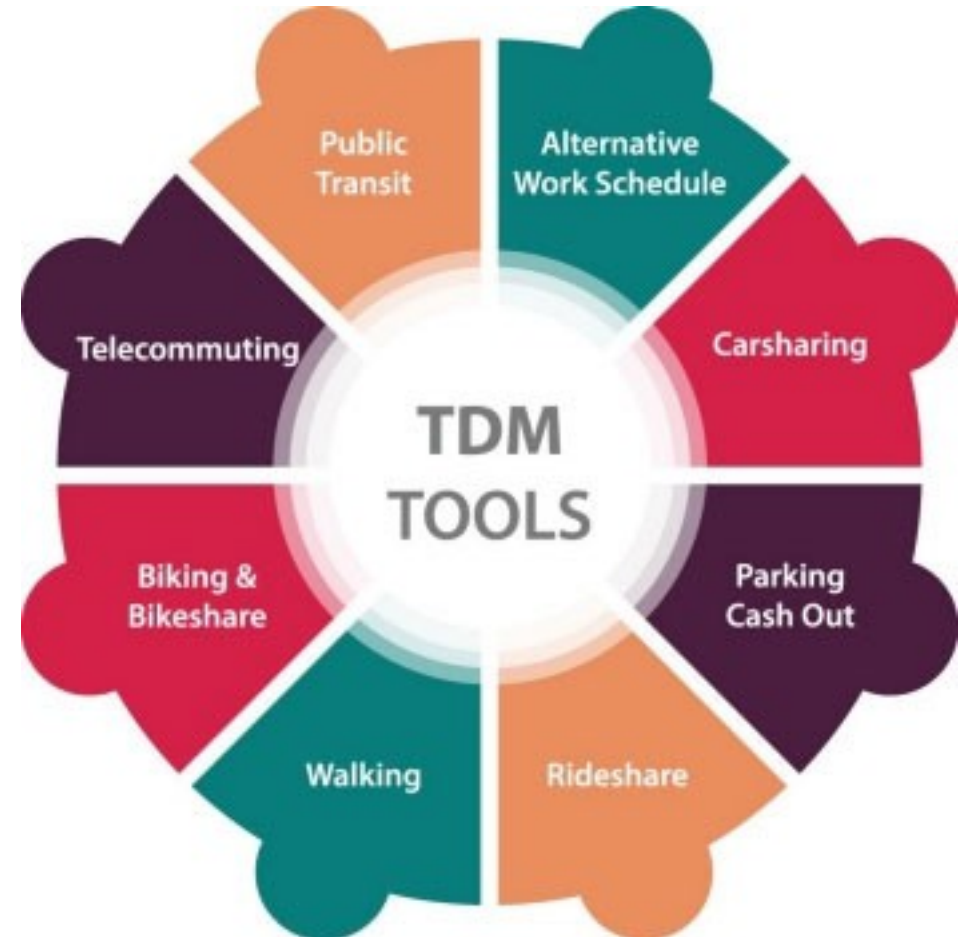 Public
Transit
Alternative
Work Schedule
Telecommuting
Carsharing
TDM
TOOLS
Biking &
Bikeshare
Parking
Cash Out
Walking
Rideshare